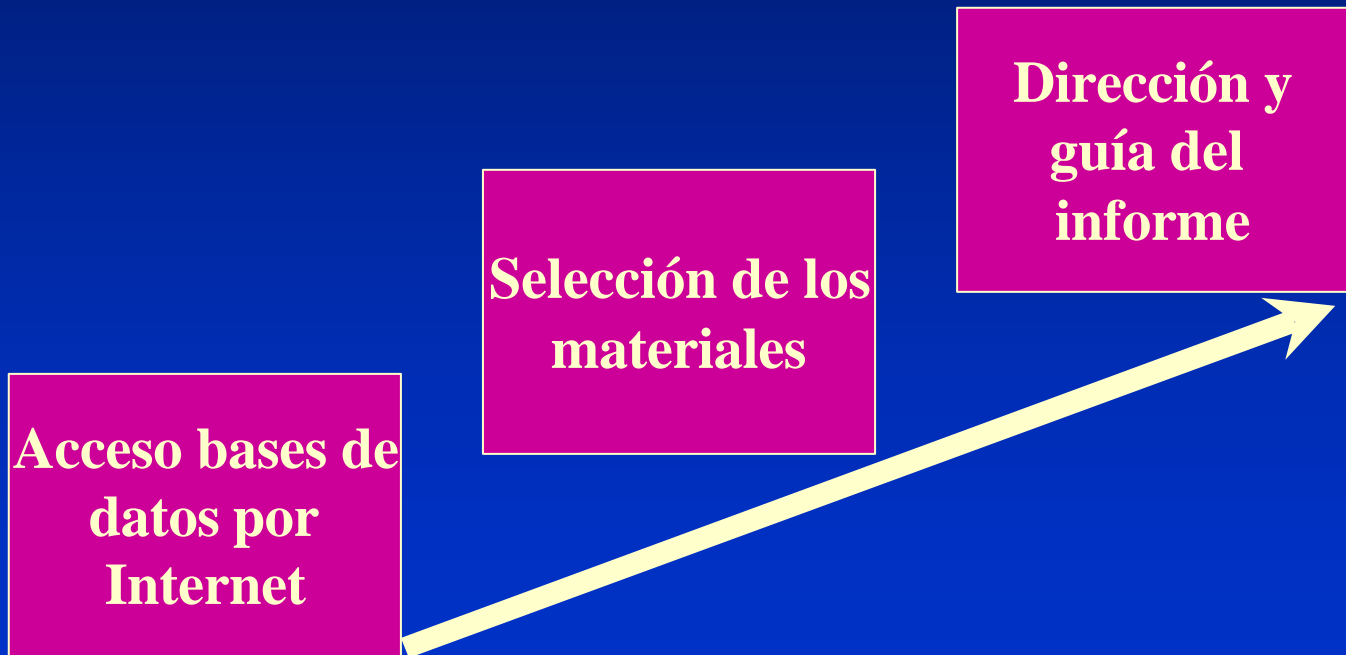 Dirección y
guía del
informe
Selección de los
materiales
Acceso bases de
datos por
Internet